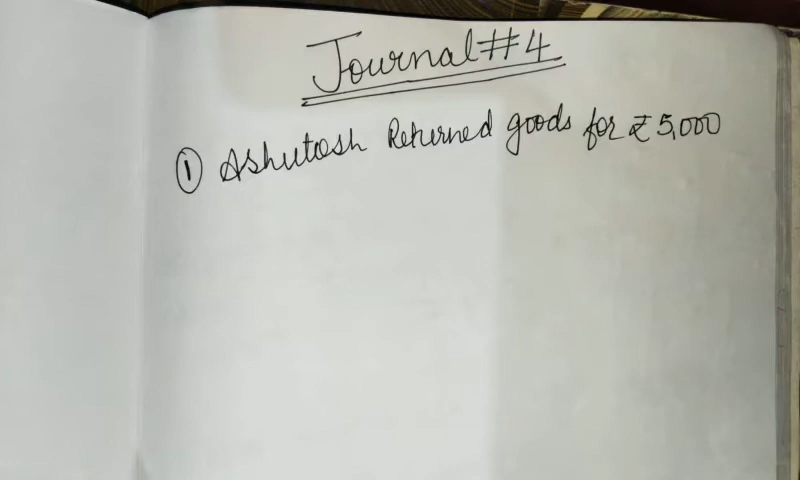 Journal #4
① Ashutosh Returned goods for ₹ 5,000